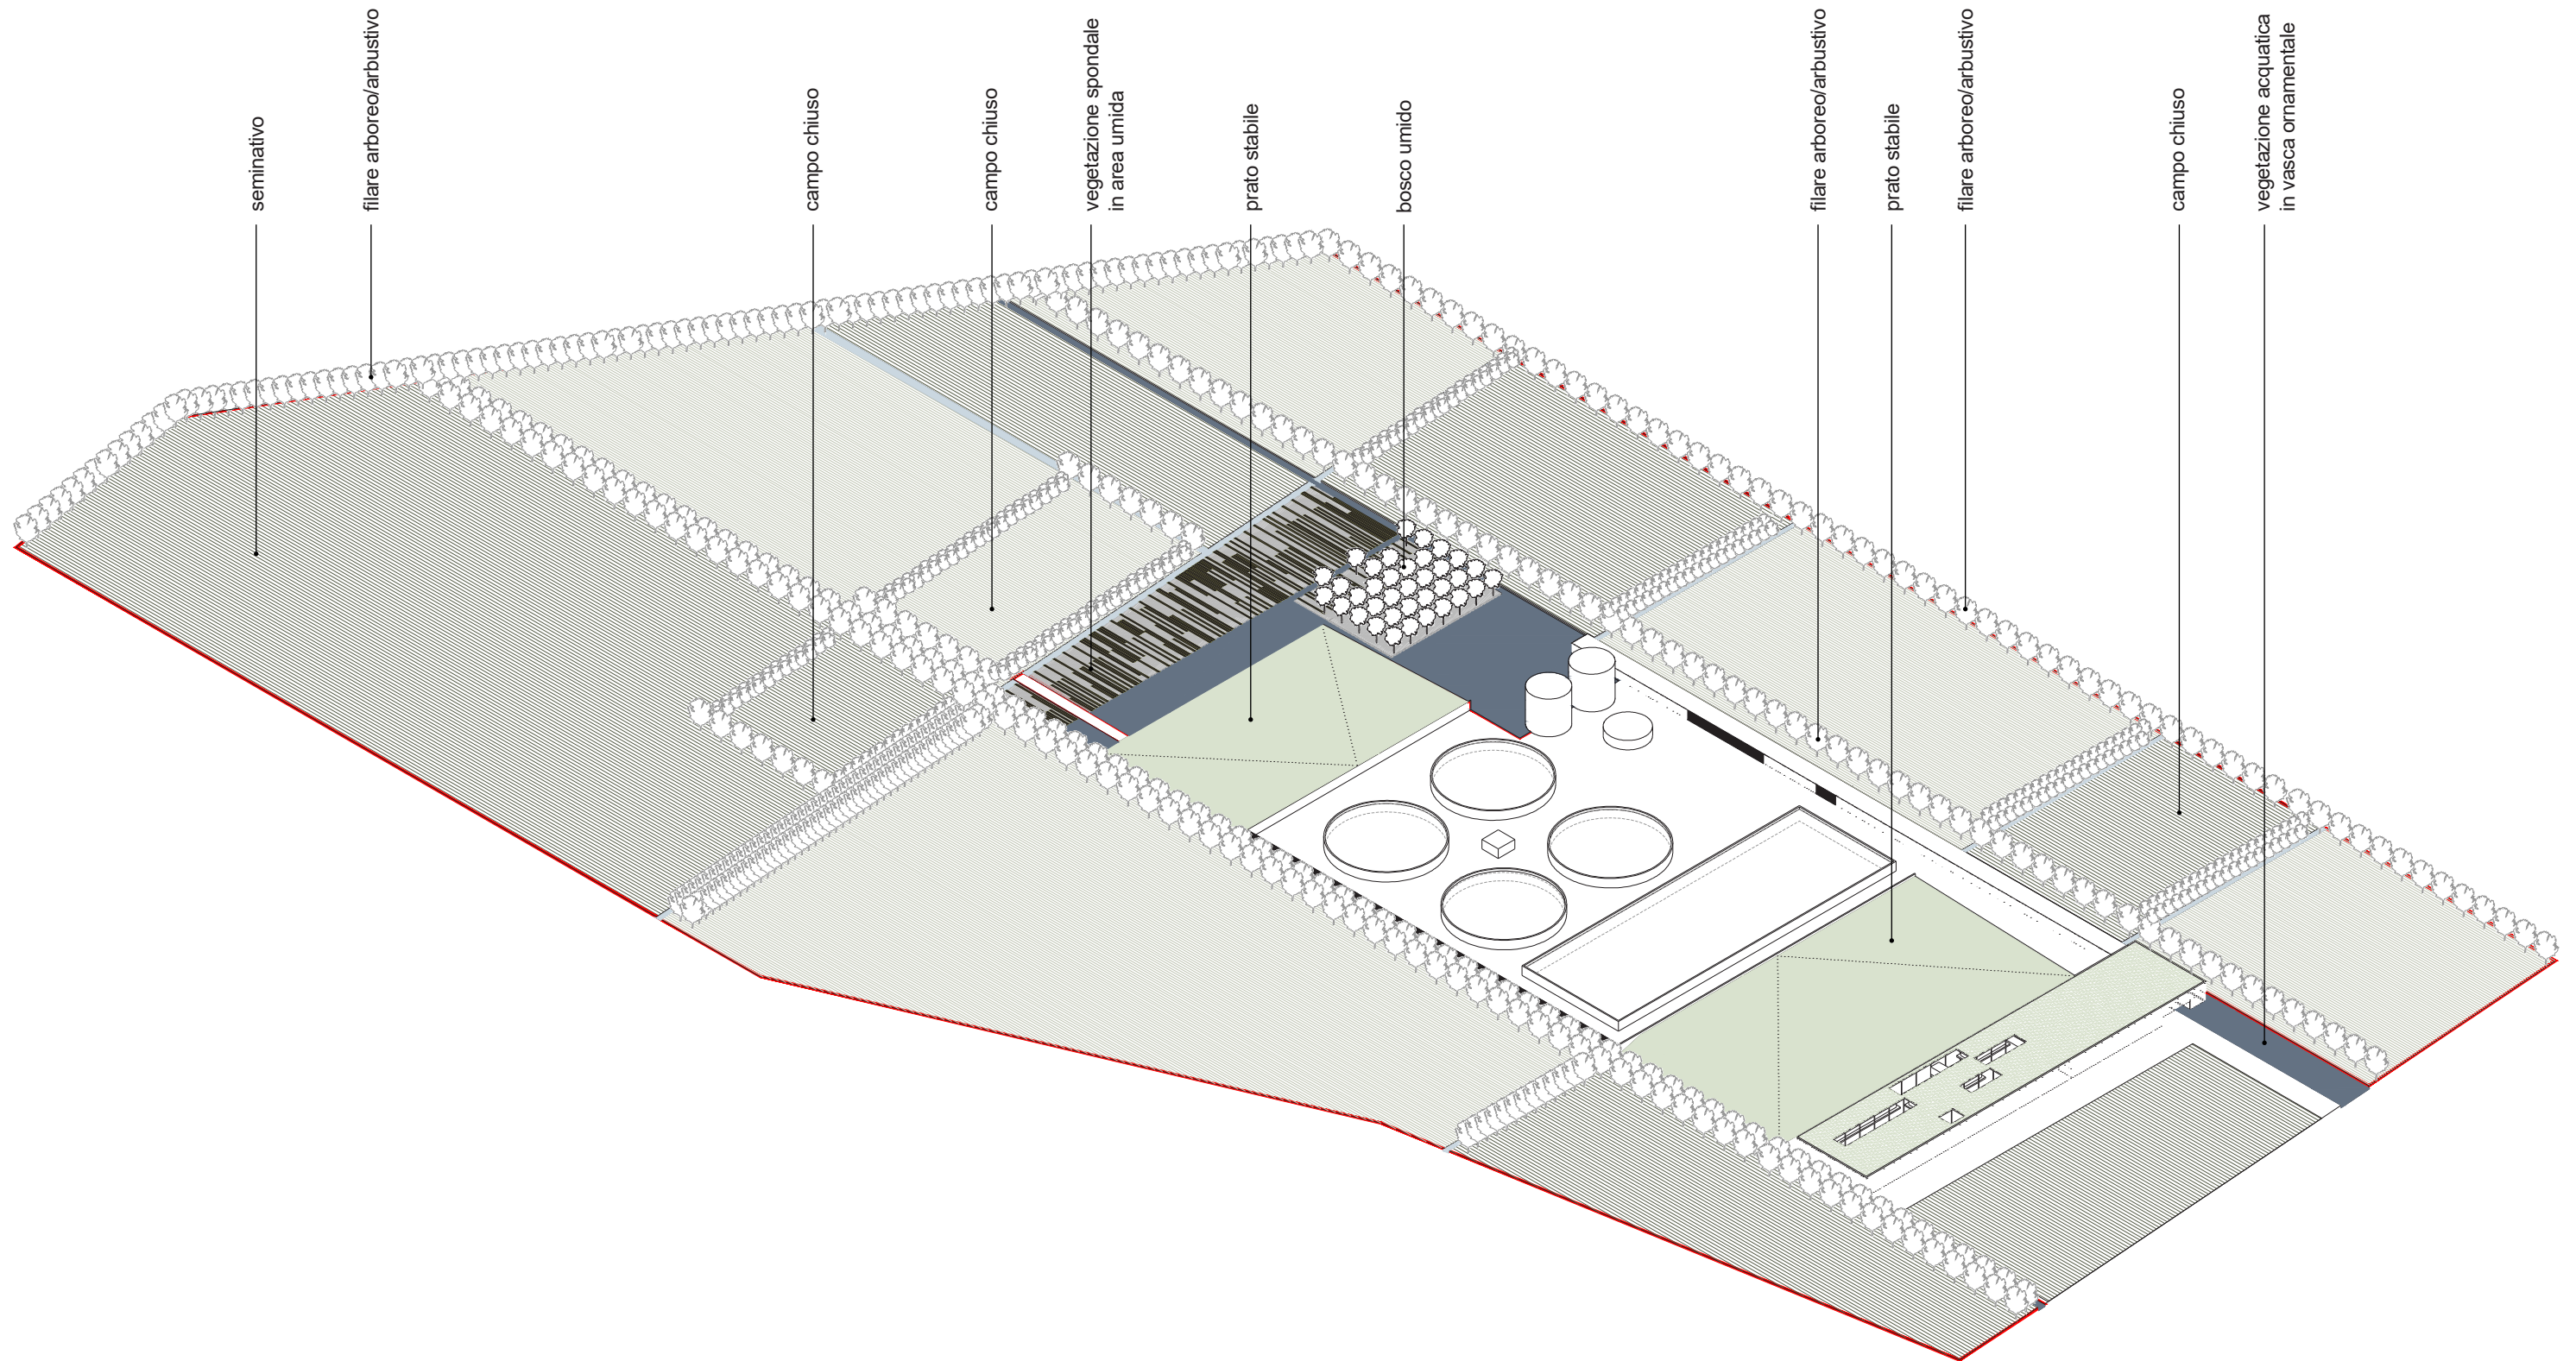 seminativo
filare arboreo/arbustivo
campo chiuso
campo chiuso
vegetazione spondale
in area umida
prato stabile
bosco umido
filare arboreo/arbustivo
prato stabile
filare arboreo/arbustivo
campo chiuso
vegetazione acquatica
in vasca ornamentale